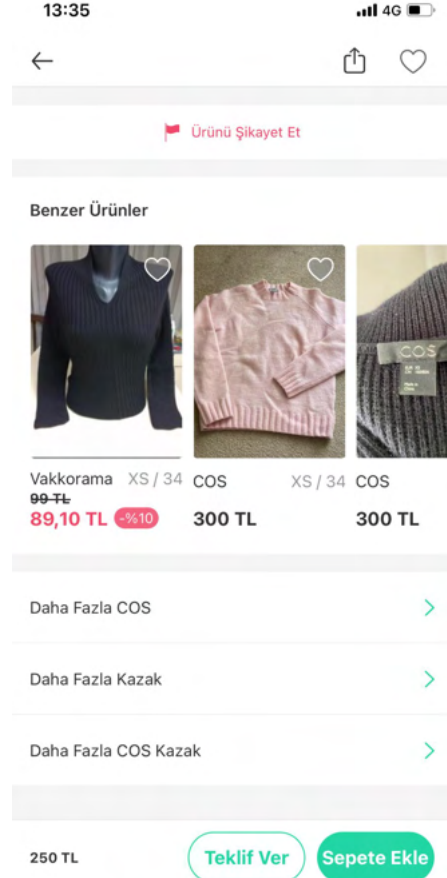 13:35
4G
Ürünü Şikayet Et
Benzer Ürünler
Vakkorama XS / 34
99 TL
89,10 TL -%10
COS XS / 34
300 TL
COS
COS
300 TL
Daha Fazla COS
Daha Fazla Kazak
Daha Fazla COS Kazak
250 TL
Teklif Ver
Sepete Ekle